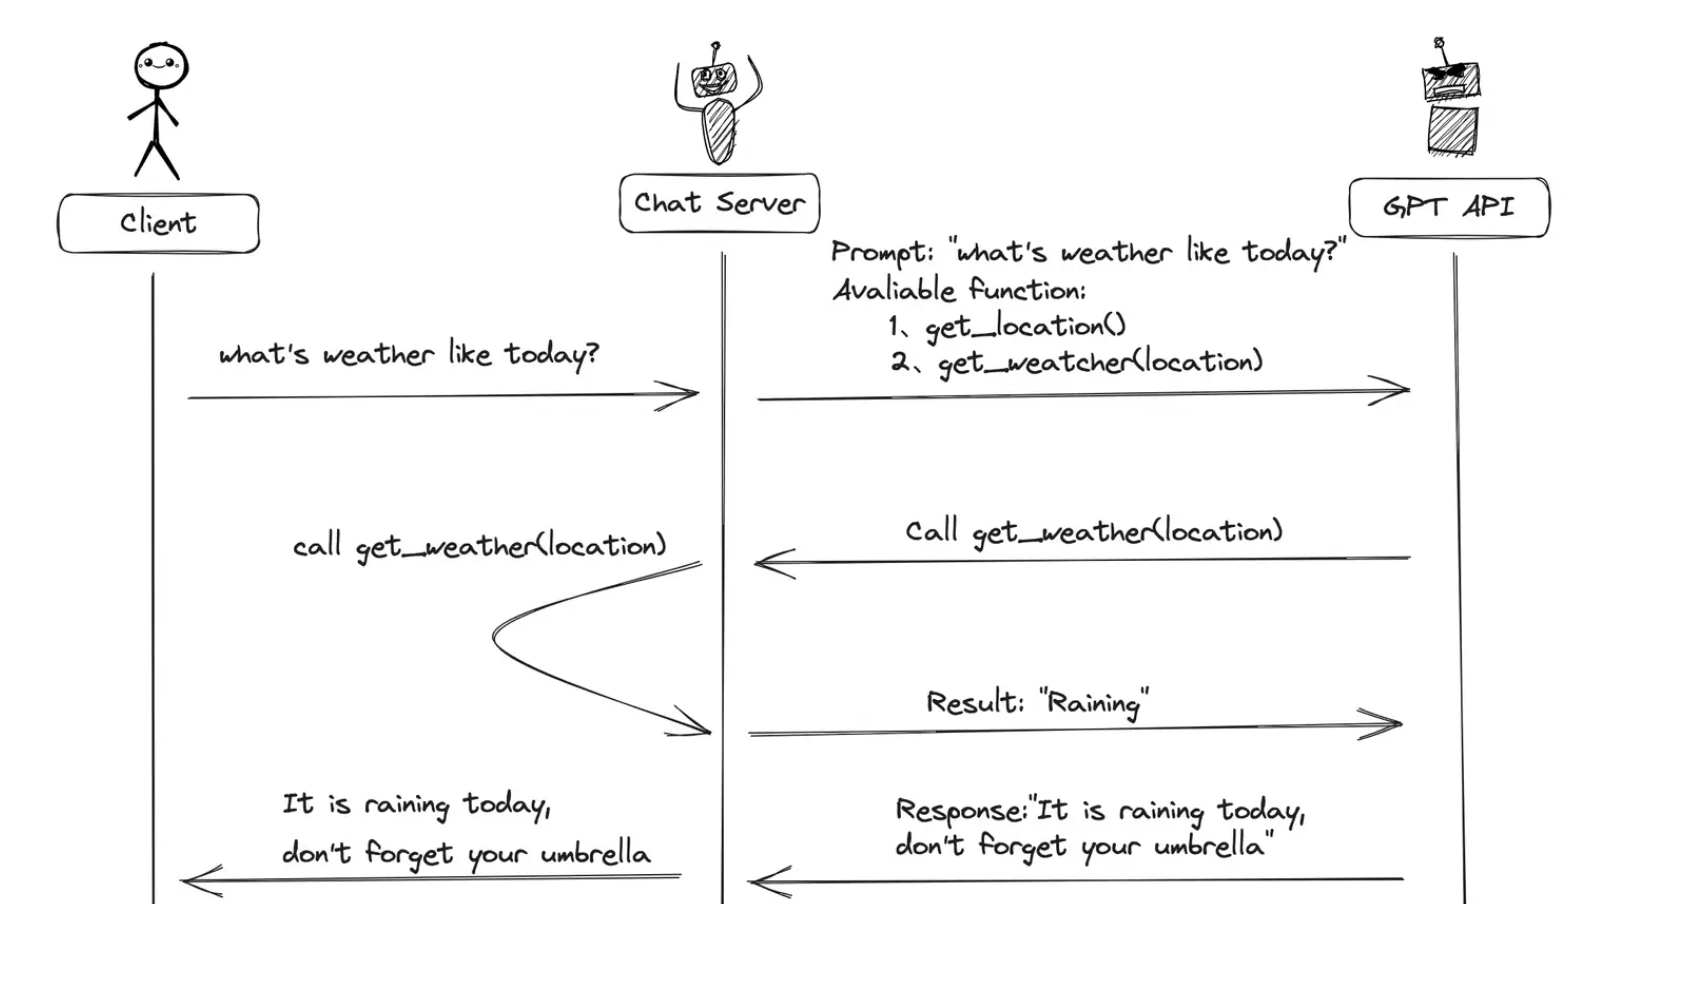 Client
Chat Server
GPT API
Prompt: "what's weather like today?"
Avaliable function:
1、get_location()
2、get_weatcher(location)
what's weather like today?
Call get_weather(location)
call get_weather(location)
Result: "Raining"
Response:"It is raining today,
don't forget your umbrella"
It is raining today,
don't forget your umbrella